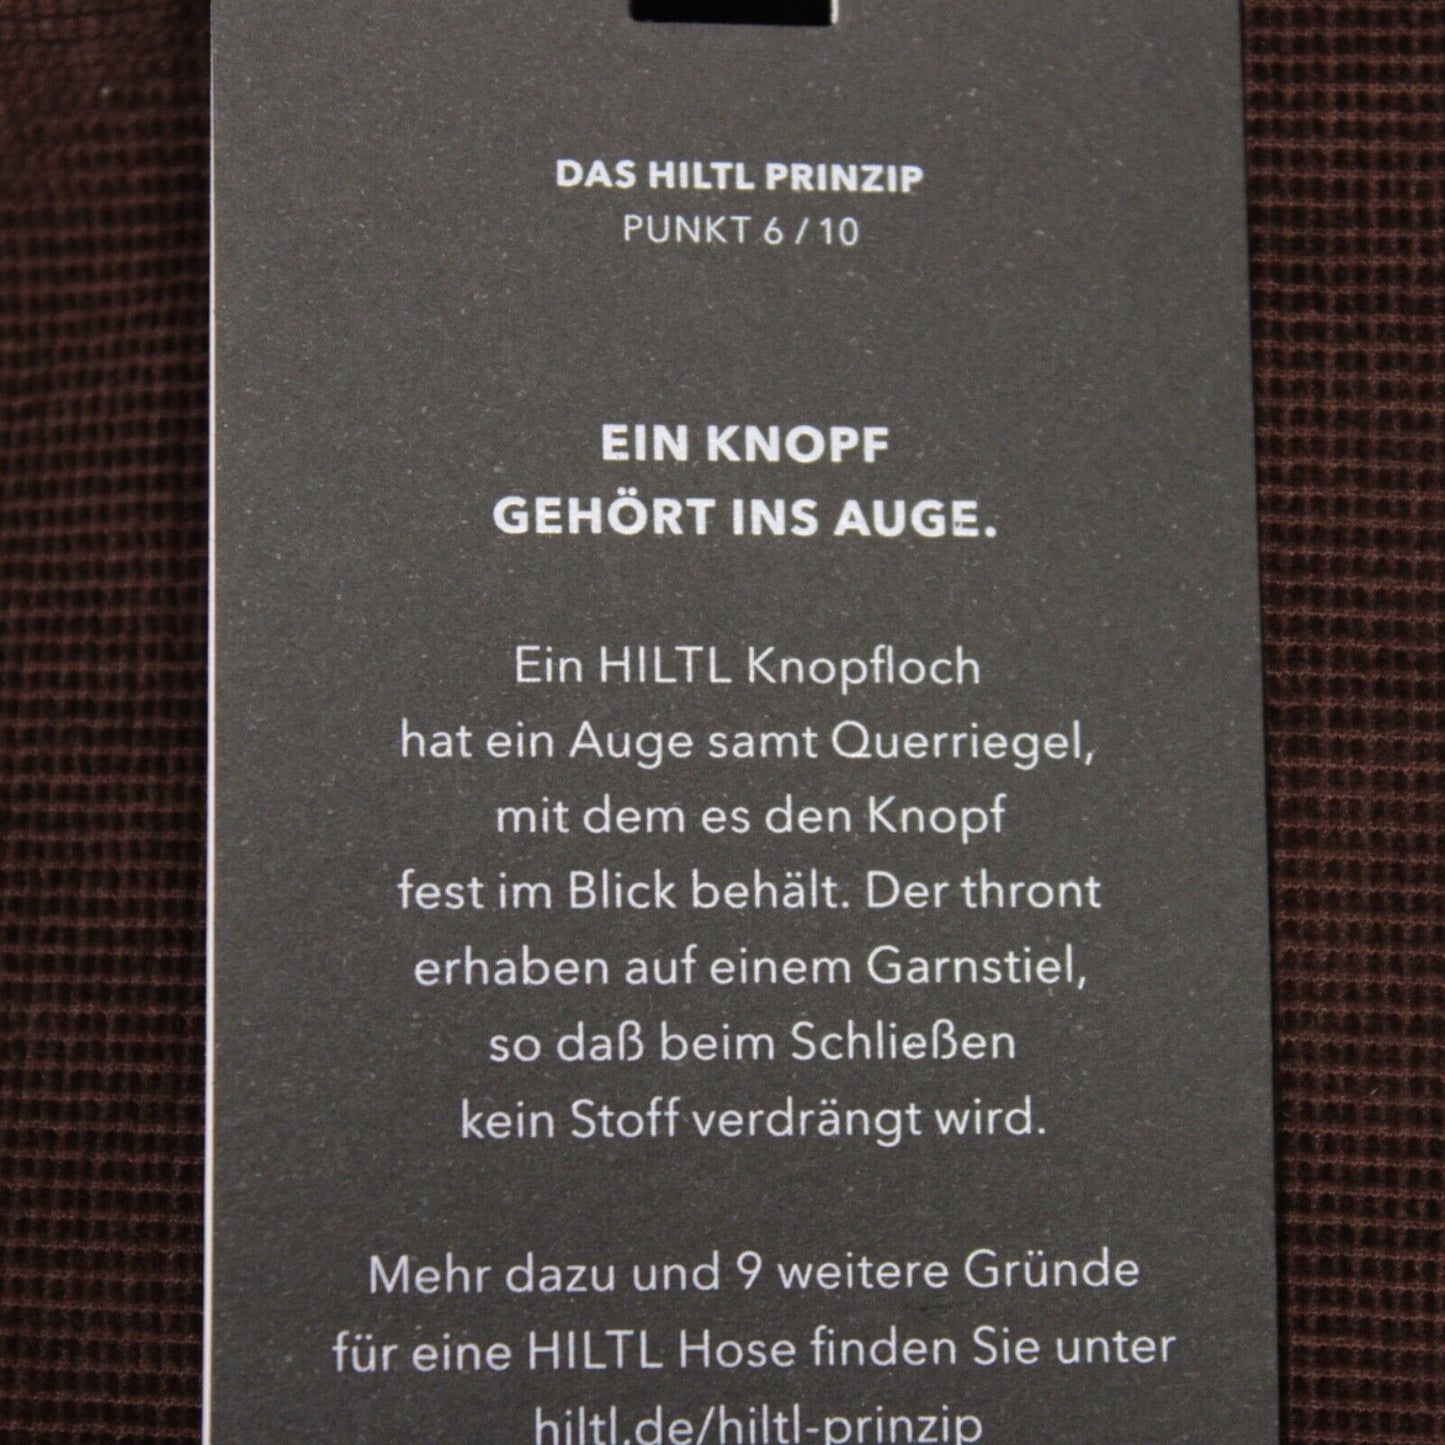 DAS HILTL PRINZIP
PUNKT 6 / 10
EIN KNOPF
GEHÖRT INS AUGE.
Ein HILTL Knopfloch
hat ein Auge samt Querriegel,
mit dem es den Knopf
fest im Blick behält. Der thront
erhaben auf einem Garnstiel,
so daß beim Schließen
kein Stoff verdrängt wird.
Mehr dazu und 9 weitere Gründe
für eine HILTL Hose finden Sie unter
hiltl.de/hiltl-prinzip